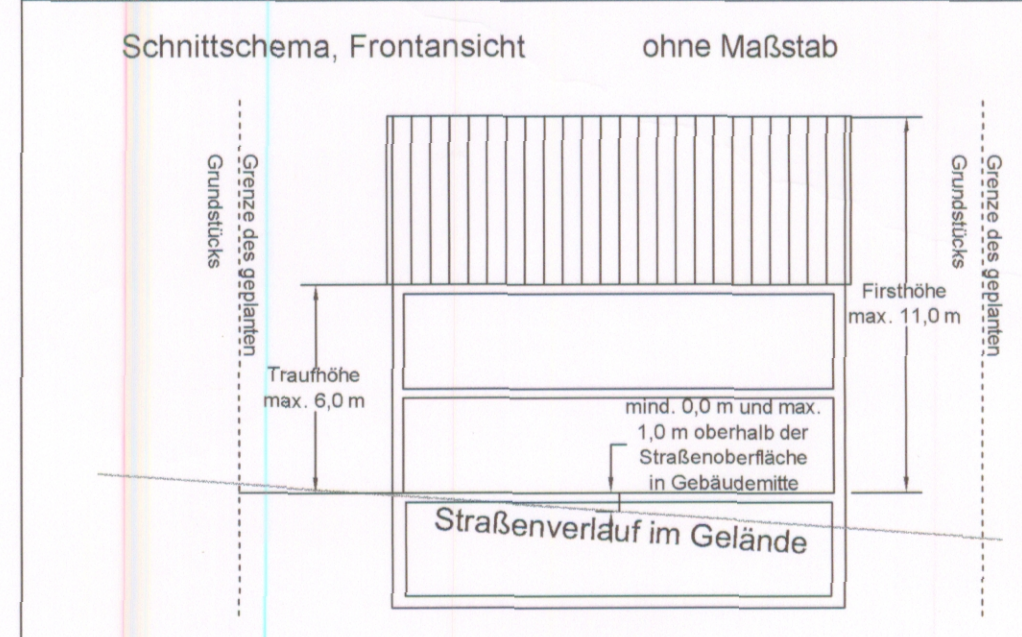 Schnittschema, Frontansicht
ohne Maßstab
Grenze des geplanten
Grundstücks
Grenze des geplanten
Grundstücks
Firsthöhe
max. 11,0 m
Traufhöhe
max. 6,0 m
mind. 0,0 m und max.
1,0 m oberhalb der
Straßenoberfläche
in Gebäudemitte
Straßenverlauf im Gelände